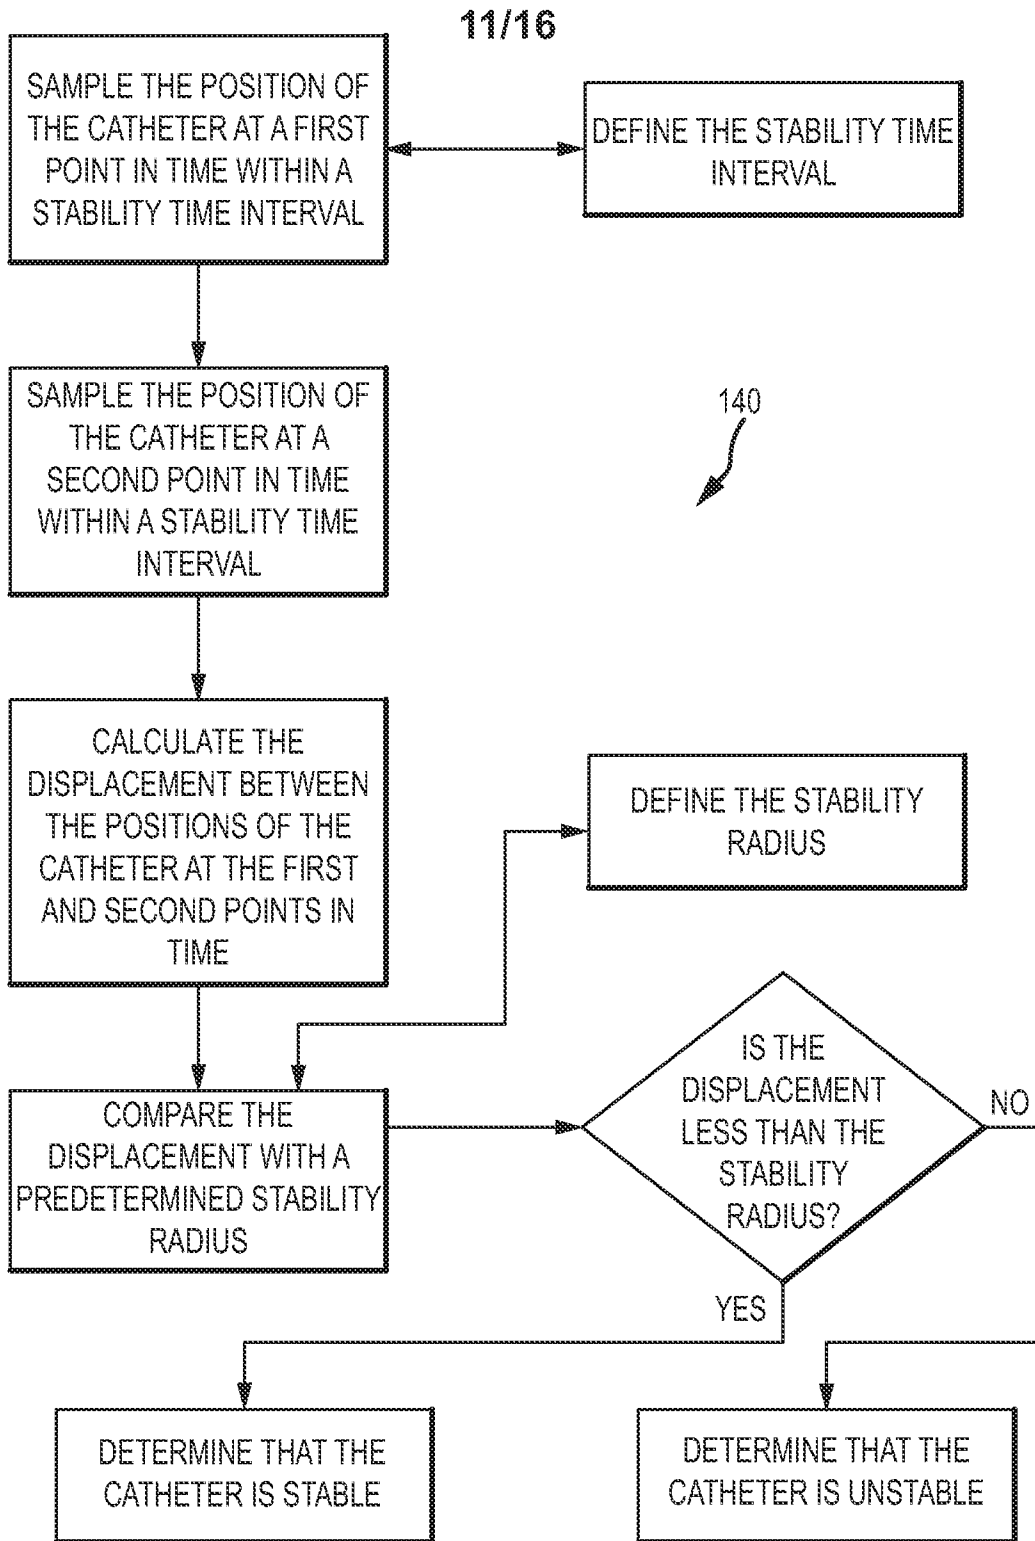 11/16
SAMPLE THE POSITION OF
THE CATHETER AT A FIRST
POINT IN TIME WITHIN A
STABILITY TIME INTERVAL
DEFINE THE STABILITY TIME
INTERVAL
SAMPLE THE POSITION OF
THE CATHETER AT A
SECOND POINT IN TIME
WITHIN A STABILITY TIME
INTERVAL
140
CALCULATE THE
DISPLACEMENT BETWEEN
THE POSITIONS OF THE
CATHETER AT THE FIRST
AND SECOND POINTS IN
TIME
DEFINE THE STABILITY
RADIUS
COMPARE THE
DISPLACEMENT WITH A
PREDETERMINED STABILITY
RADIUS
IS THE
DISPLACEMENT
LESS THAN THE
STABILITY
RADIUS?
NO
YES
DETERMINE THAT THE
CATHETER IS STABLE
DETERMINE THAT THE
CATHETER IS UNSTABLE